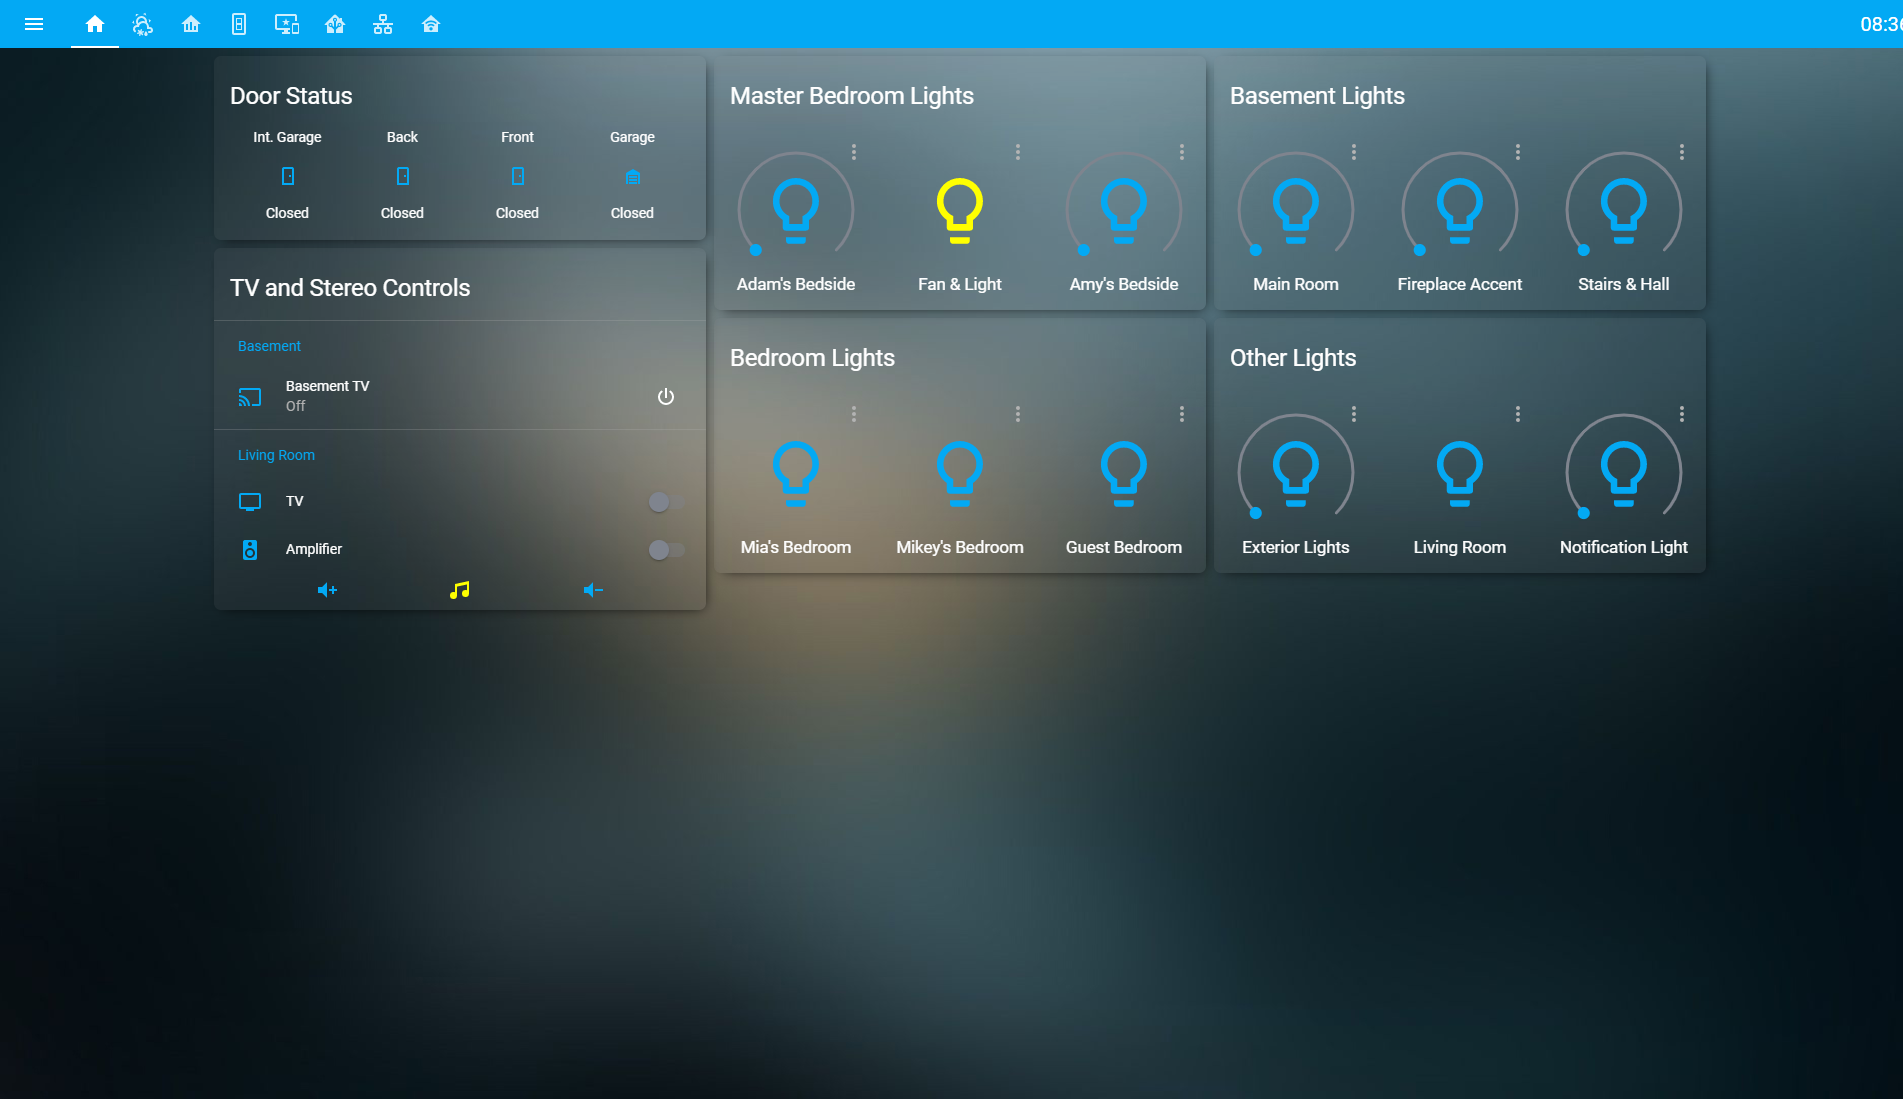 08:36
Door Status
Int. Garage Back Front Garage
Closed Closed Closed Closed
TV and Stereo Controls
Basement
Basement TV
Off
Living Room
TV
Amplifier
Master Bedroom Lights
Adam's Bedside Fan & Light Amy's Bedside
Bedroom Lights
Mia's Bedroom Mikey's Bedroom Guest Bedroom
Basement Lights
Main Room Fireplace Accent Stairs & Hall
Other Lights
Exterior Lights Living Room Notification Light